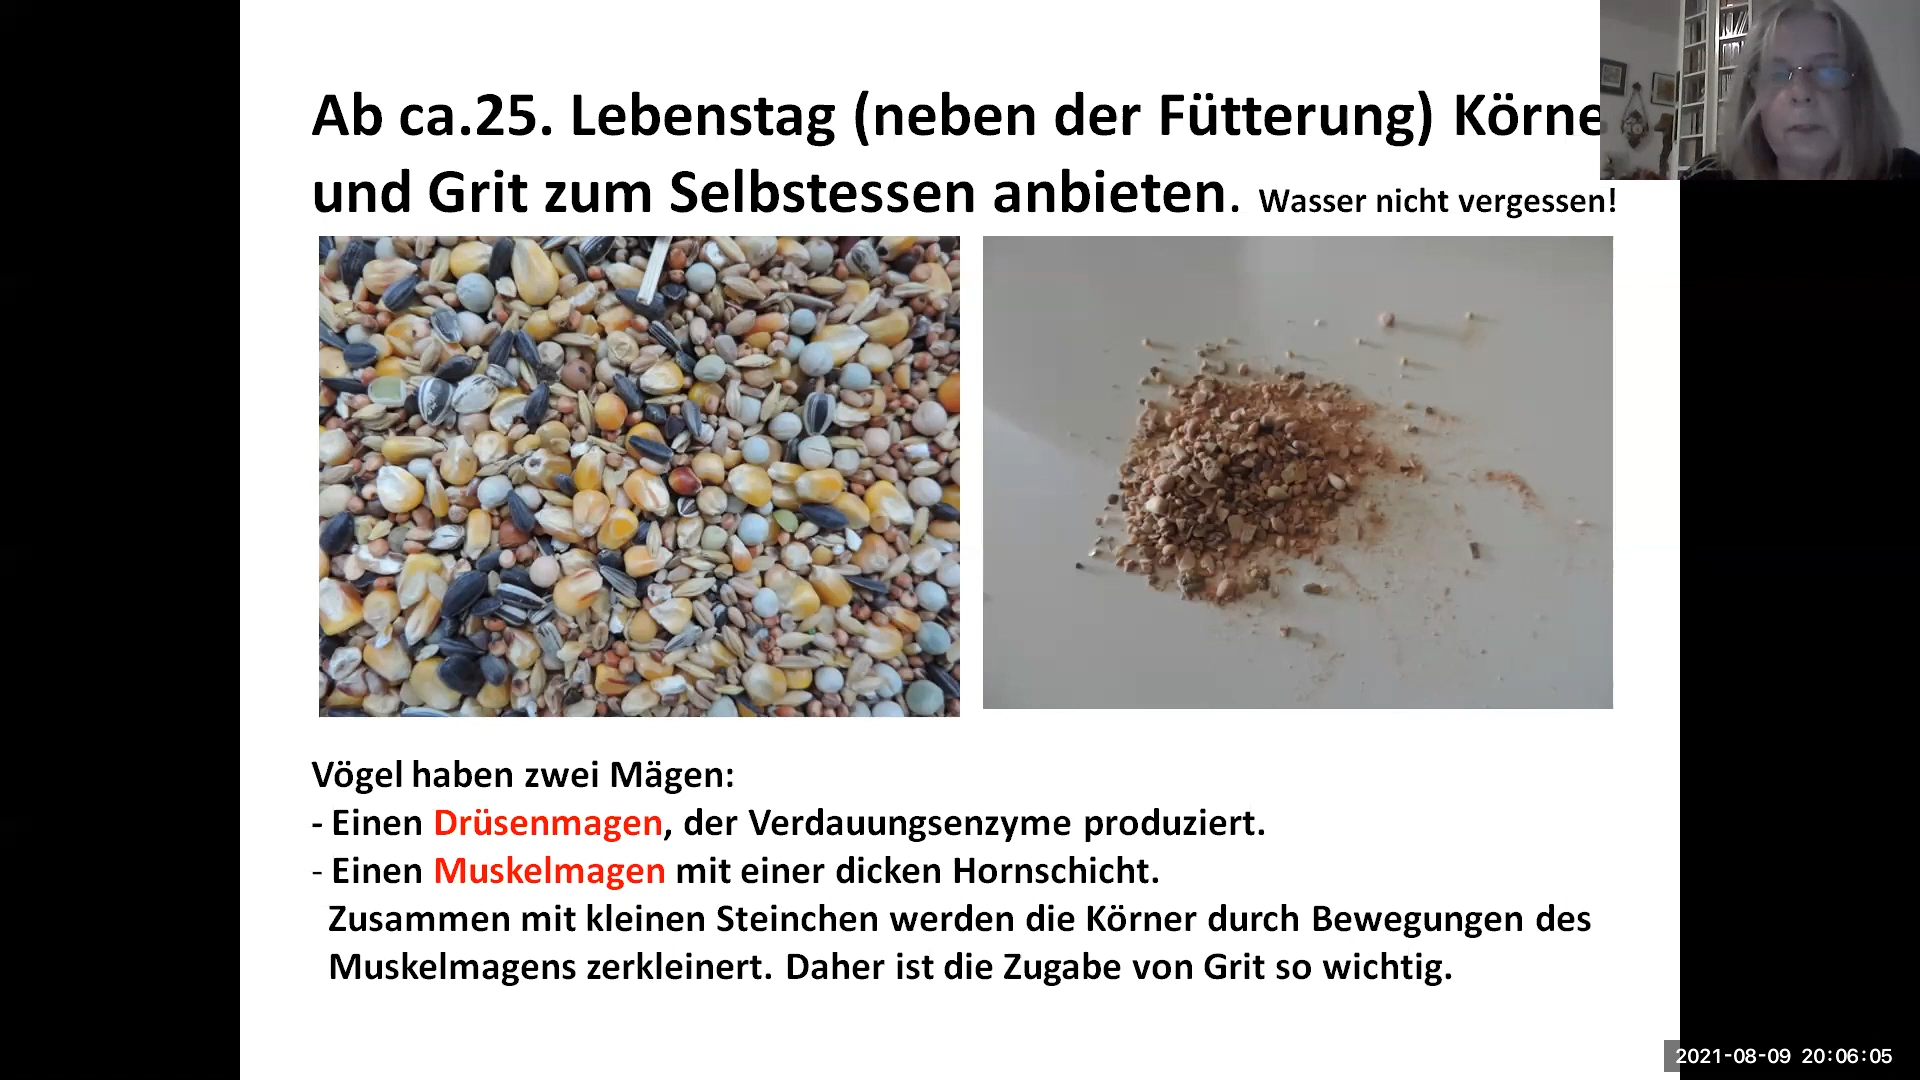 Ab ca.25. Lebenstag (neben der Fütterung) Körne
und Grit zum Selbstessen anbieten. Wasser nicht vergessen!
Vögel haben zwei Mägen:
- Einen Drüsenmagen, der Verdauungsenzyme produziert.
- Einen Muskelmagen mit einer dicken Hornschicht.
Zusammen mit kleinen Steinchen werden die Körner durch Bewegungen des
Muskelmagens zerkleinert. Daher ist die Zugabe von Grit so wichtig.
2021-08-09 20:06:05